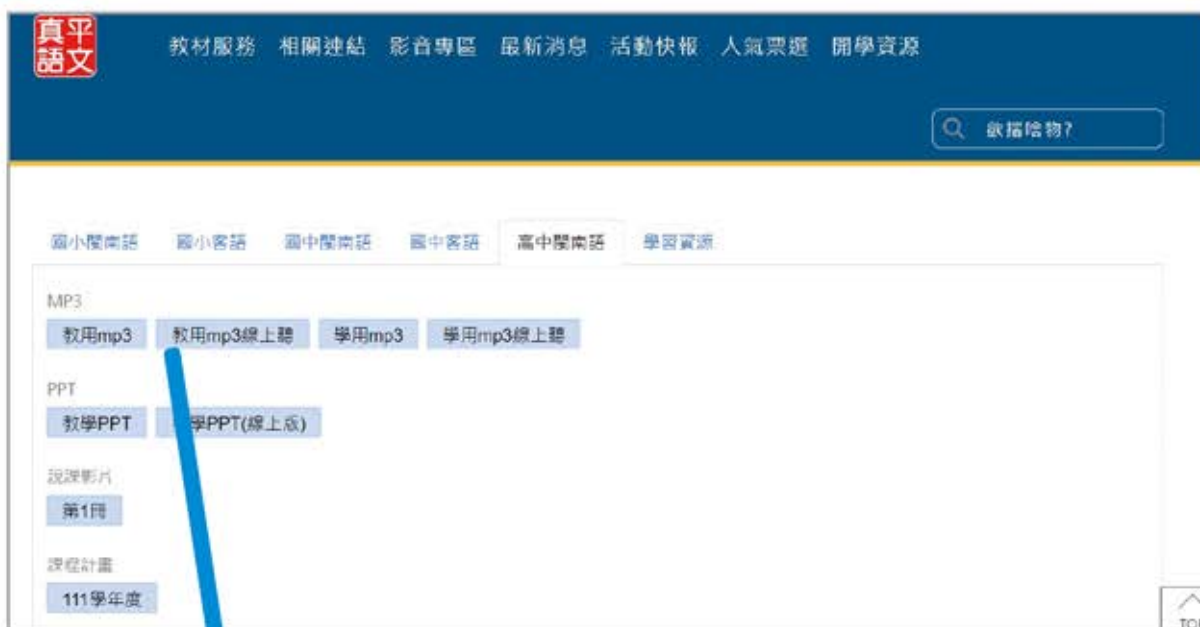 真平
語文
教材服務 相關連結 影音專區 最新消息 活動快報 人氣票選 開學資源
欲揣啥物?
國小閩南語 國小客語 國中閩南語 國中客語 高中閩南語 學習資源
MP3
教用mp3 教用mp3線上聽 學用mp3 學用mp3線上聽
PPT
教學PPT 學PPT(線上版)
說課影片
第1冊
課程計畫
111學年度